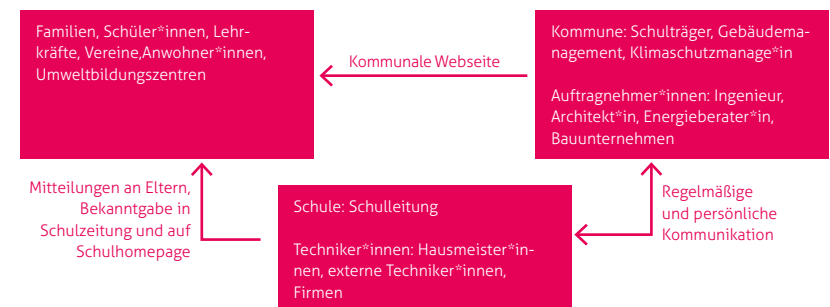 Familien, Schüler*innen, Lehr-
kräfte, Vereine,Anwohner*innen,
Umweltbildungszentren
Kommunale Webseite
Kommune: Schulträger, Gebäudema-
nagement, Klimaschutzmanage*in
Auftragnehmer*innen: Ingenieur,
Architekt*in, Energieberater*in,
Bauunternehmen
Mitteilungen an Eltern,
Bekanntgabe in
Schulzeitung und auf
Schulhomepage
Schule: Schulleitung
Techniker*innen: Hausmeister*in-
nen, externe Techniker*innen,
Firmen
Regelmäßige
und persönliche
Kommunikation